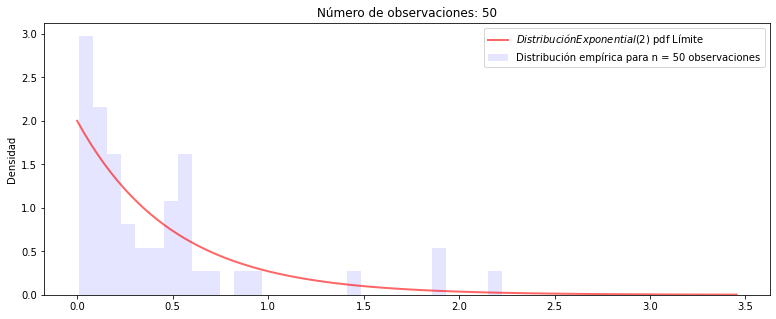 Número de observaciones: 50
DistribuciónExponential(2) pdf Límite
Distribución empírica para n = 50 observaciones
Densidad
3.0
2.5
2.0
1.5
1.0
0.5
0.0
0.0 0.5 1.0 1.5 2.0 2.5 3.0 3.5